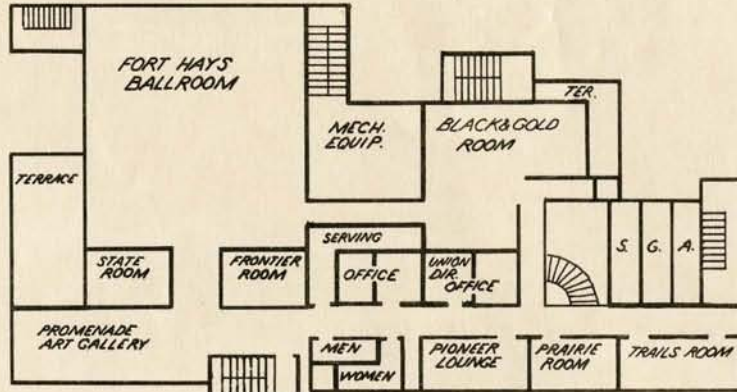 FORT HAYS
BALLROOM
MECH.
EQUIP.
BLACK & GOLD
ROOM
TER.
TERRACE
STATE
ROOM
FRONTIER
ROOM
SERVING
OFFICE
UNION
DIR.
OFFICE
S.
G.
A.
PROMENADE
ART GALLERY
MEN
WOMEN
PIONEER
LOUNGE
PRAIRIE
ROOM
TRAILS ROOM